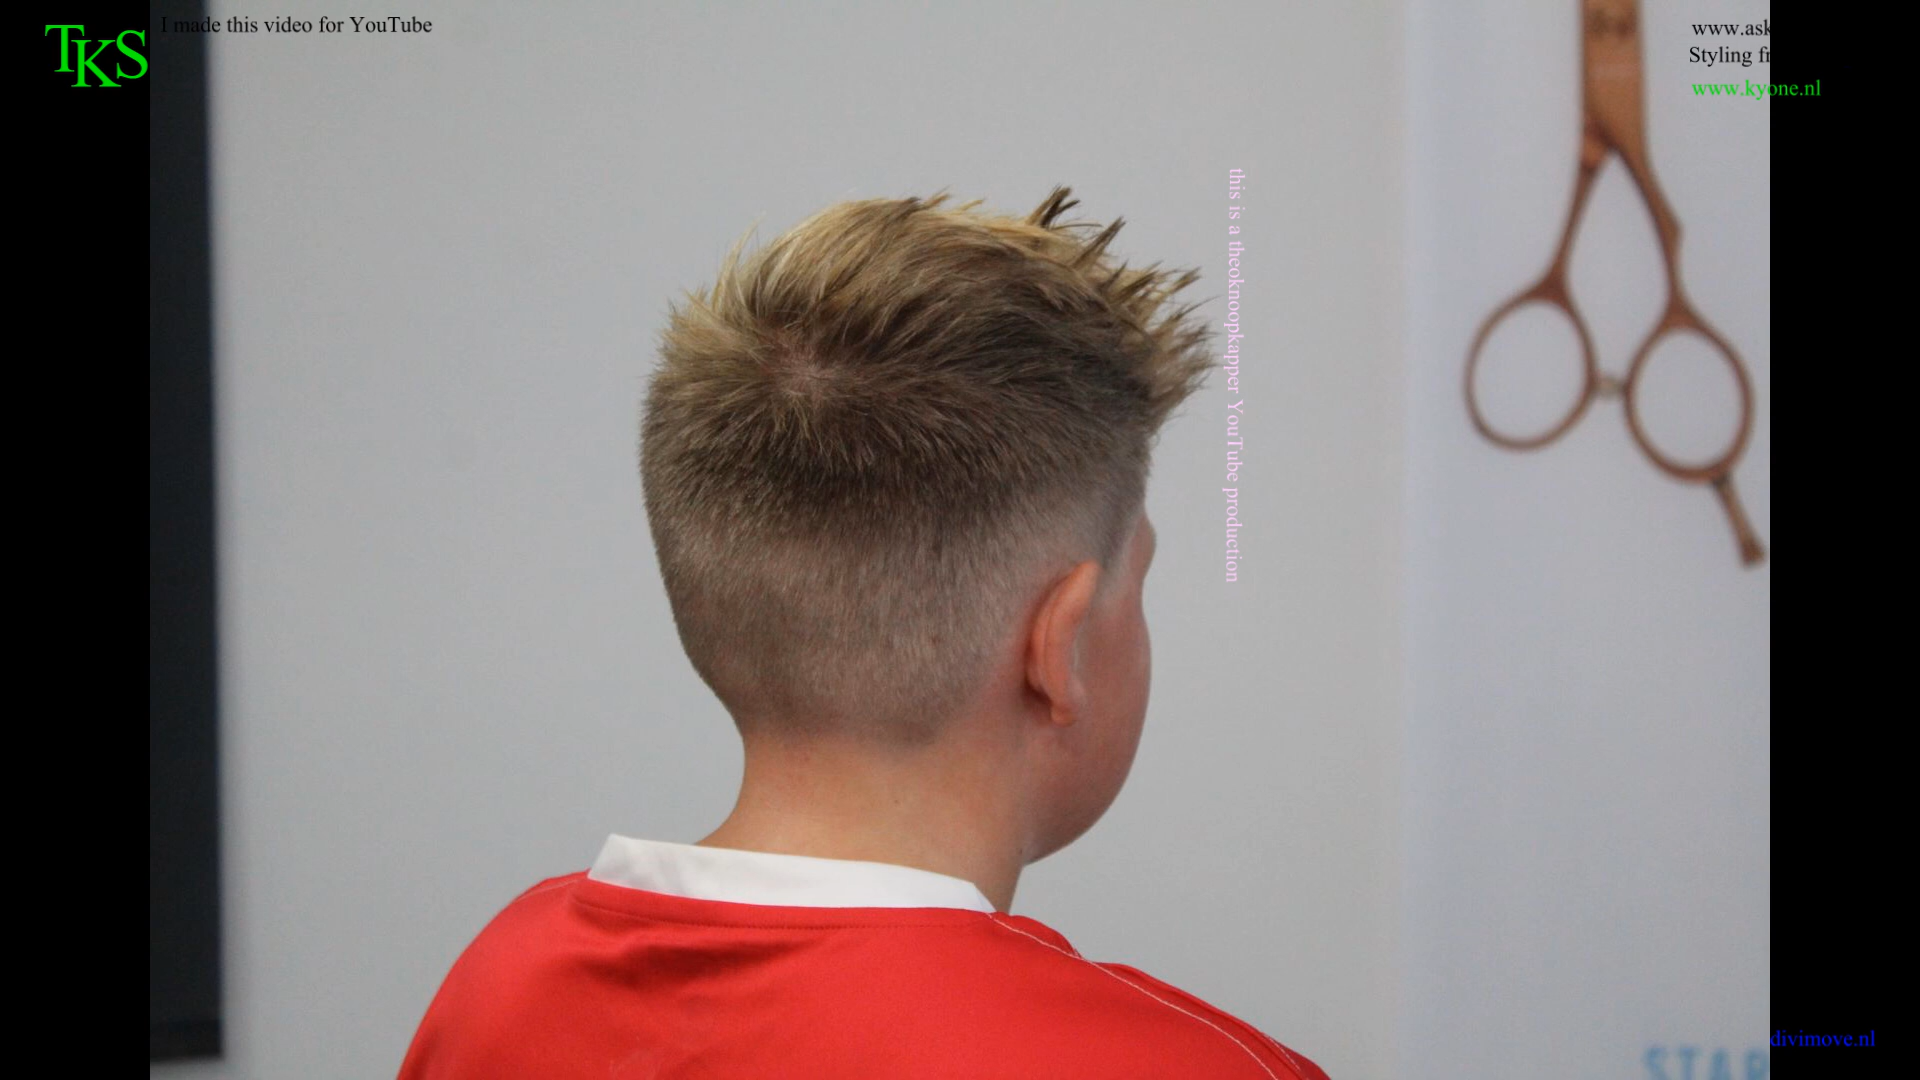 TKS
I made this video for YouTube
www.ask
Styling fr
www.kyone.nl
this is a theoknoopkapper YouTube production
STAR
divimove.nl